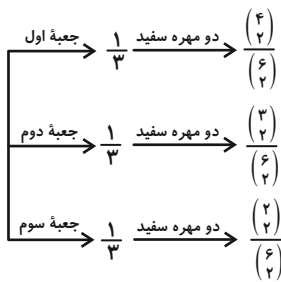 جعبهٔ اول ۱/۳ دو مهره سفید (۴ ۲)/(۶ ۲)
جعبهٔ دوم ۱/۳ دو مهره سفید (۳ ۲)/(۶ ۲)
جعبهٔ سوم ۱/۳ دو مهره سفید (۲ ۲)/(۶ ۲)